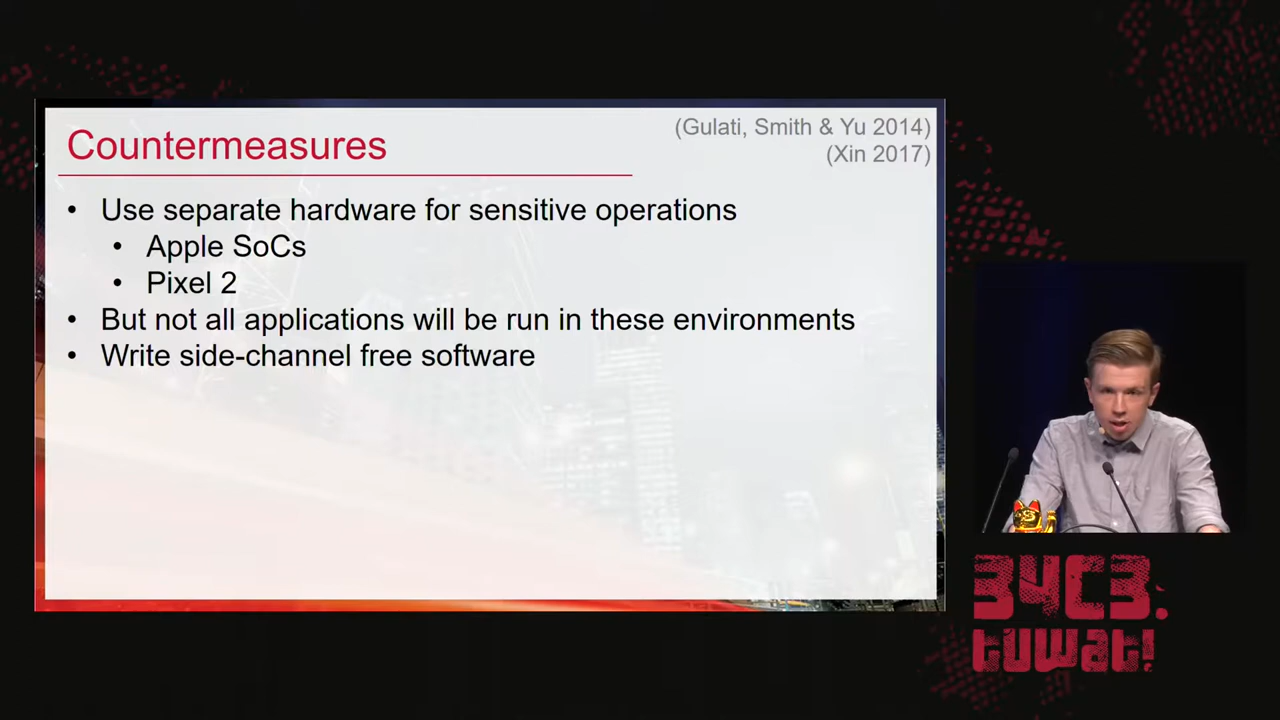 Countermeasures
(Gulati, Smith & Yu 2014)
(Xin 2017)
• Use separate hardware for sensitive operations
• Apple SoCs
• Pixel 2
• But not all applications will be run in these environments
• Write side-channel free software
34C3.
tuwat!